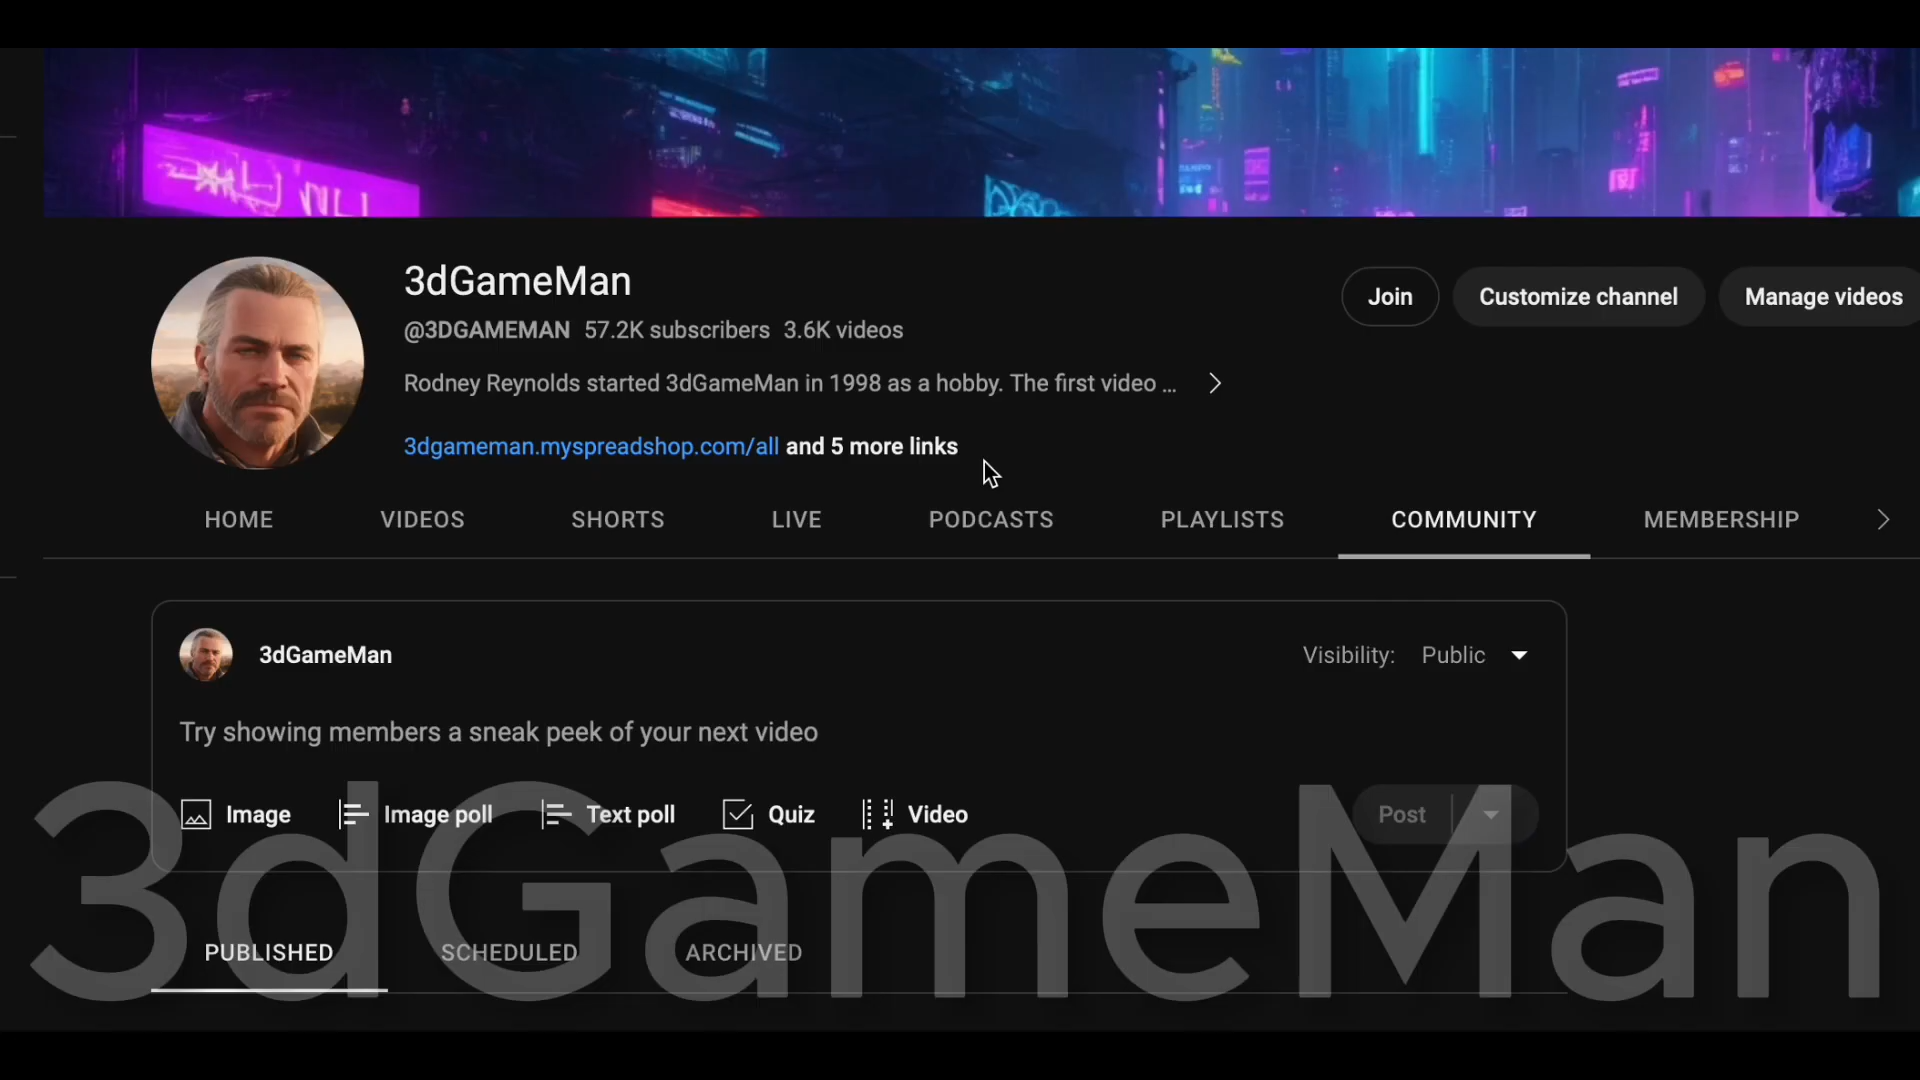 3dGameMan
Join
Customize channel
Manage videos
@3DGAMEMAN 57.2K subscribers 3.6K videos
Rodney Reynolds started 3dGameMan in 1998 as a hobby. The first video ...
3dgameman.myspreadshop.com/all and 5 more links
HOME VIDEOS SHORTS LIVE PODCASTS PLAYLISTS COMMUNITY MEMBERSHIP
3dGameMan
Visibility: Public
Try showing members a sneak peek of your next video
Image Image poll Text poll Quiz Video Post
3dGameMan
PUBLISHED SCHEDULED ARCHIVED